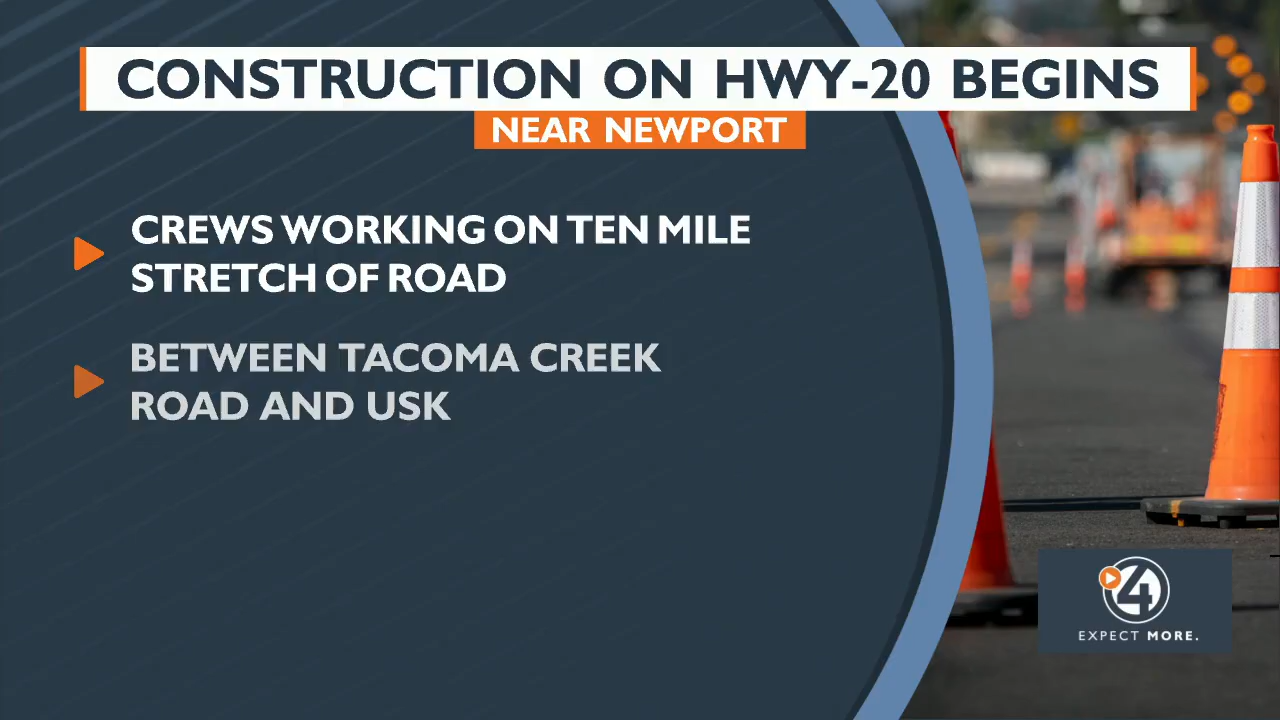 CONSTRUCTION ON HWY-20 BEGINS
NEAR NEWPORT
CREWS WORKING ON TEN MILE
STRETCH OF ROAD
BETWEEN TACOMA CREEK
ROAD AND USK
4
EXPECT MORE.